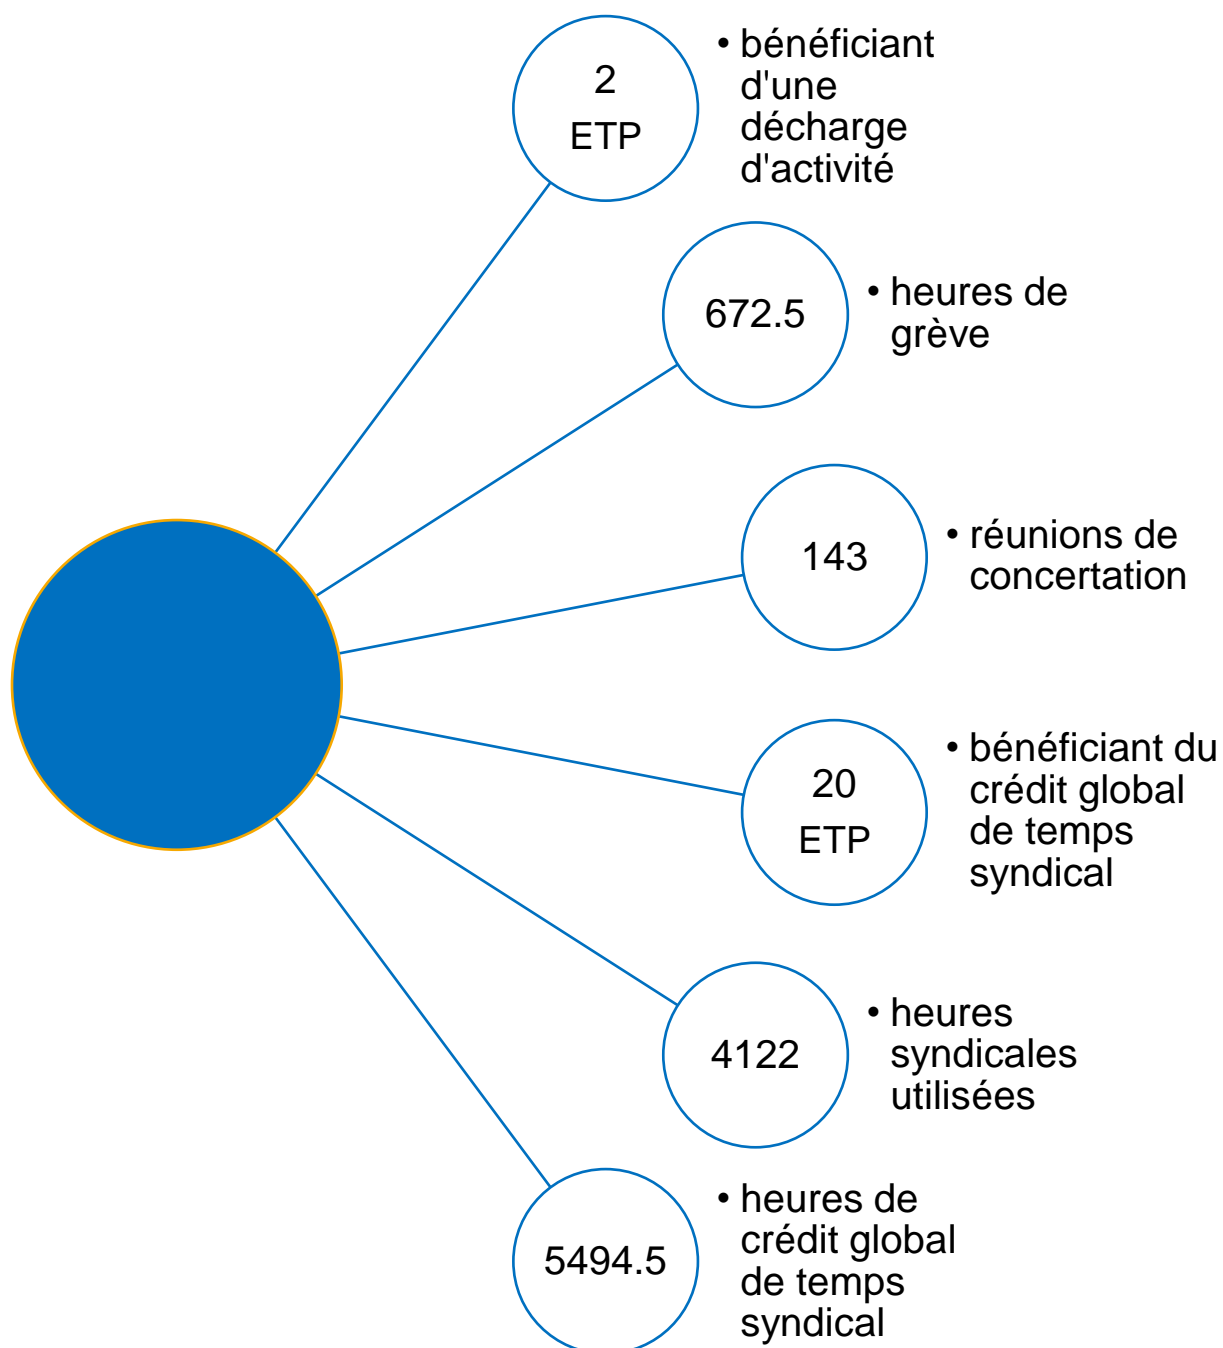 2
ETP
• bénéficiant
d'une
décharge
d'activité
672.5
• heures de
grève
143
• réunions de
concertation
20
ETP
• bénéficiant du
crédit global
de temps
syndical
4122
• heures
syndicales
utilisées
5494.5
• heures de
crédit global
de temps
syndical